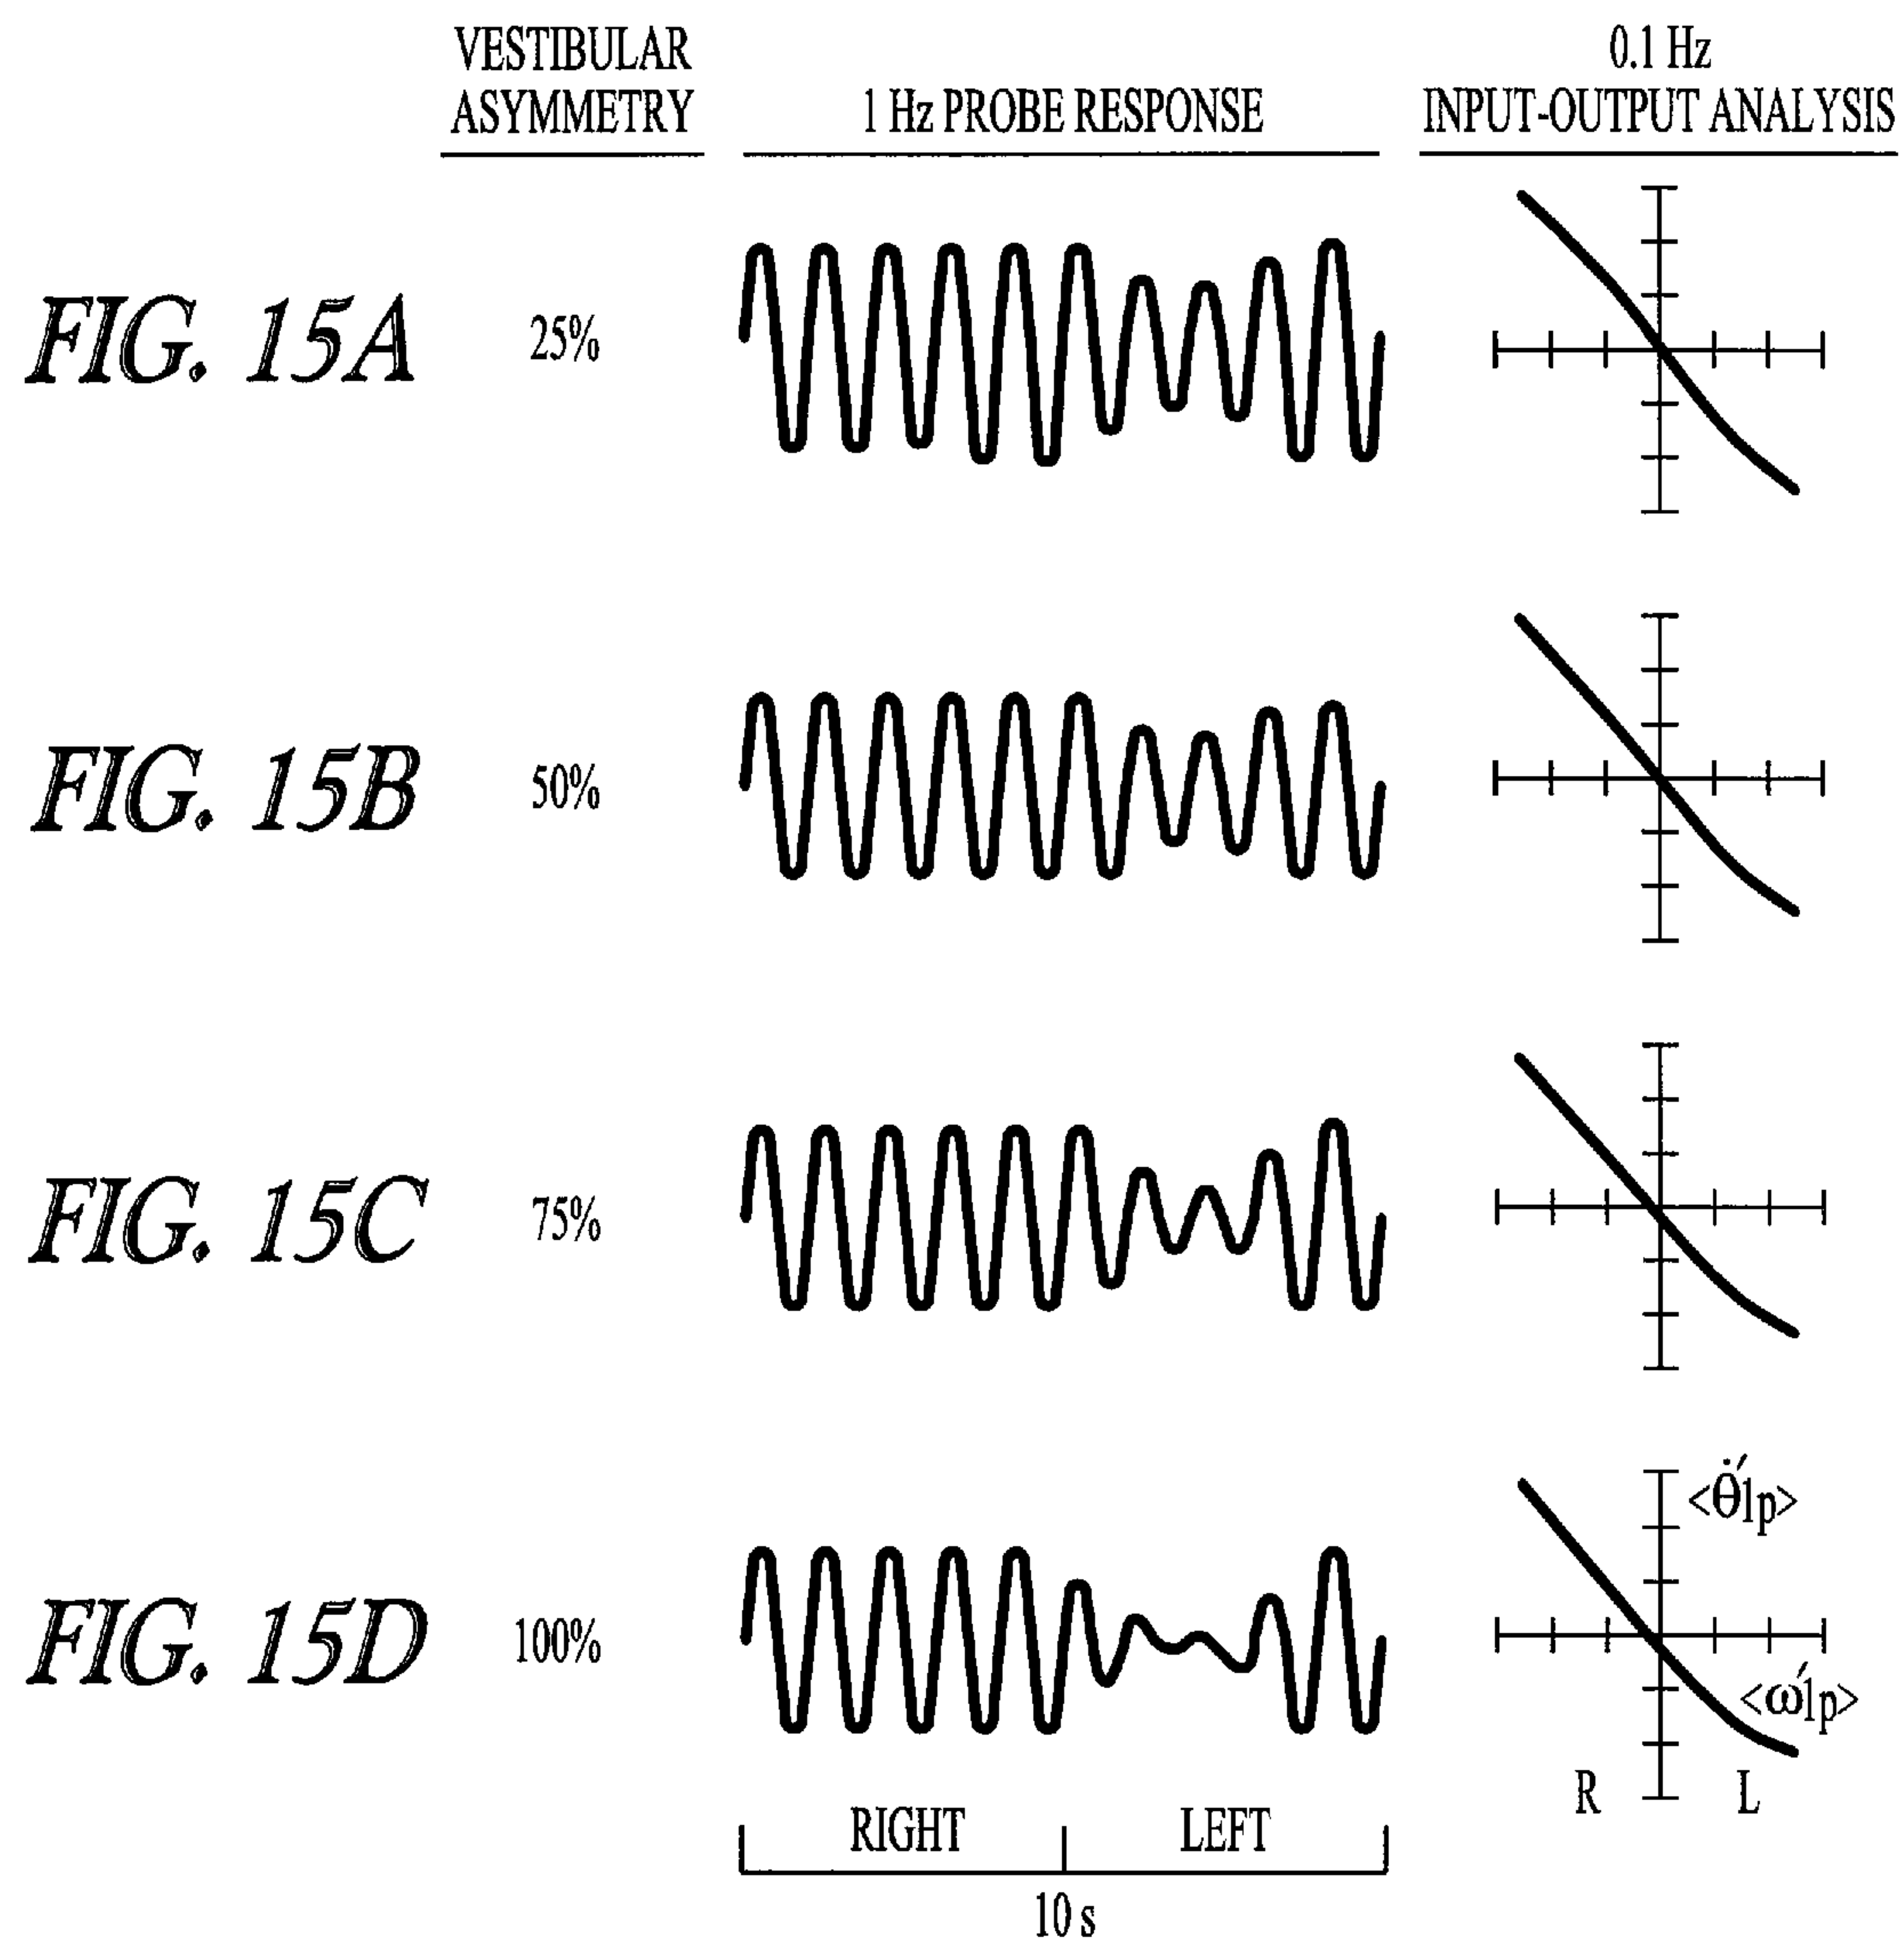 VESTIBULAR
ASYMMETRY
1 Hz PROBE RESPONSE
0.1 Hz
INPUT-OUTPUT ANALYSIS
FIG. 15A
25%
FIG. 15B
50%
FIG. 15C
75%
FIG. 15D
100%
<θ̈′lp>
<ω′lp>
R
L
RIGHT
LEFT
10 s